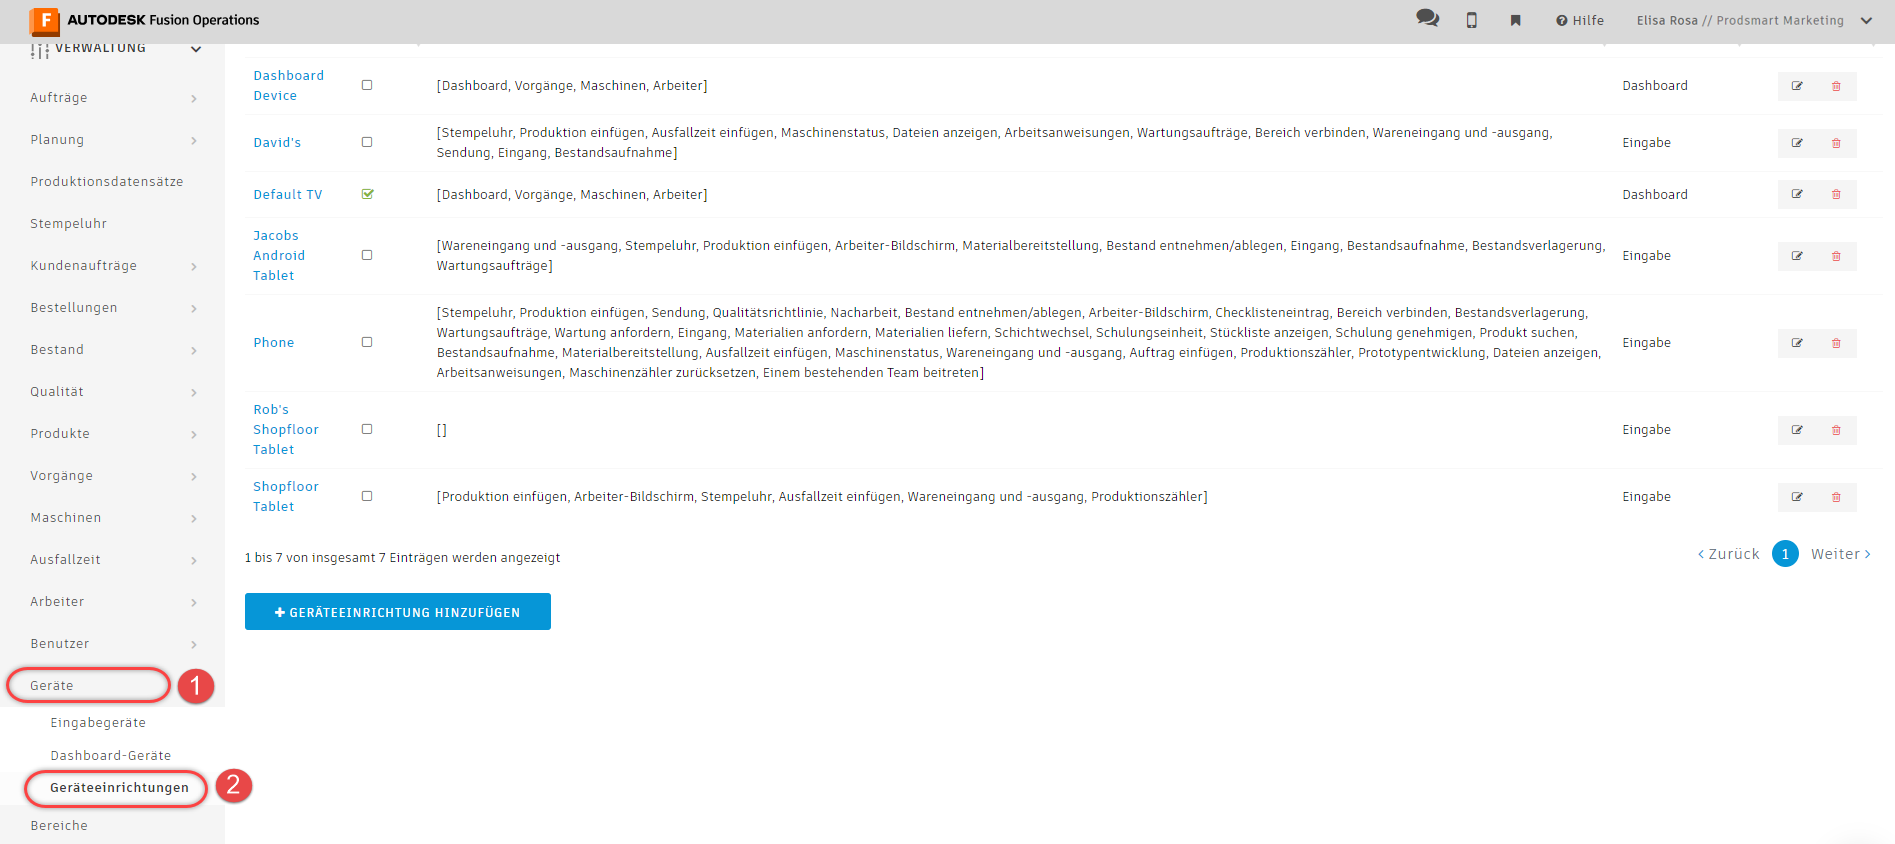 F AUTODESK Fusion Operations
Hilfe
Elisa Rosa // Prodsmart Marketing
VERWALTUNG
Aufträge
Planung
Produktionsdatensätze
Stempeluhr
Kundenaufträge
Bestellungen
Bestand
Qualität
Produkte
Vorgänge
Maschinen
Ausfallzeit
Arbeiter
Benutzer
Geräte
1
Eingabegeräte
Dashboard-Geräte
Geräteeinrichtungen
2
Bereiche
Dashboard
Device
[Dashboard, Vorgänge, Maschinen, Arbeiter]
Dashboard
David's
[Stempeluhr, Produktion einfügen, Ausfallzeit einfügen, Maschinenstatus, Dateien anzeigen, Arbeitsanweisungen, Wartungsaufträge, Bereich verbinden, Wareneingang und -ausgang,
Sendung, Eingang, Bestandsaufnahme]
Eingabe
Default TV
[Dashboard, Vorgänge, Maschinen, Arbeiter]
Dashboard
Jacobs
Android
Tablet
[Wareneingang und -ausgang, Stempeluhr, Produktion einfügen, Arbeiter-Bildschirm, Materialbereitstellung, Bestand entnehmen/ablegen, Eingang, Bestandsaufnahme, Bestandsverlagerung,
Wartungsaufträge]
Eingabe
Phone
[Stempeluhr, Produktion einfügen, Sendung, Qualitätsrichtlinie, Nacharbeit, Bestand entnehmen/ablegen, Arbeiter-Bildschirm, Checklisteneintrag, Bereich verbinden, Bestandsverlagerung,
Wartungsaufträge, Wartung anfordern, Eingang, Materialien anfordern, Materialien liefern, Schichtwechsel, Schulungseinheit, Stückliste anzeigen, Schulung genehmigen, Produkt suchen,
Bestandsaufnahme, Materialbereitstellung, Ausfallzeit einfügen, Maschinenstatus, Wareneingang und -ausgang, Auftrag einfügen, Produktionszähler, Prototypentwicklung, Dateien anzeigen,
Arbeitsanweisungen, Maschinenzähler zurücksetzen, Einem bestehenden Team beitreten]
Eingabe
Rob's
Shopfloor
Tablet
[]
Eingabe
Shopfloor
Tablet
[Produktion einfügen, Arbeiter-Bildschirm, Stempeluhr, Ausfallzeit einfügen, Wareneingang und -ausgang, Produktionszähler]
Eingabe
1 bis 7 von insgesamt 7 Einträgen werden angezeigt
‹ Zurück 1 Weiter ›
+ GERÄTEEINRICHTUNG HINZUFÜGEN